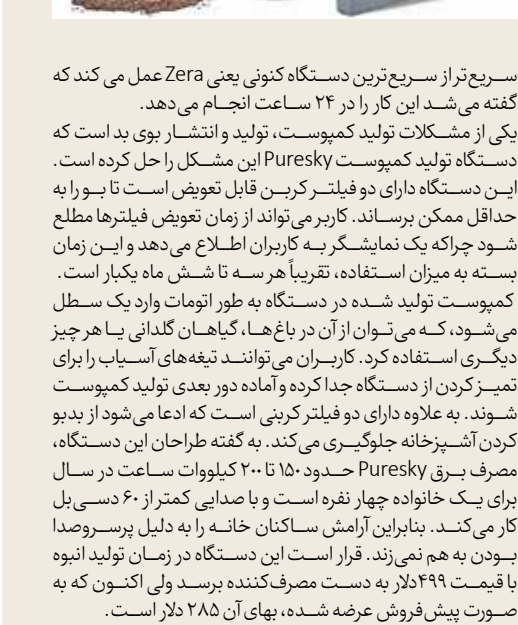 سریع‌تر از سریع‌ترین دستگاه کنونی یعنی Zera عمل می کند که
گفته می‌شد این کار را در ۲۴ ساعت انجام می‌دهد.
یکی از مشکلات تولید کمپوست، تولید و انتشار بوی بد است که
دستگاه تولید کمپوست Puresky این مشکل را حل کرده است.
این دستگاه دارای دو فیلتر کربن قابل تعویض است تا بو را به
حداقل ممکن برساند. کاربر می‌تواند از زمان تعویض فیلترها مطلع
شود چراکه یک نمایشگر به کاربران اطلاع می‌دهد و این زمان
بسته به میزان استفاده، تقریباً هر سه تا شش ماه یکبار است.
کمپوست تولید شده در دستگاه به طور اتومات وارد یک سطل
می‌شود، که می‌توان از آن در باغ‌ها، گیاهان گلدانی یا هر چیز
دیگری استفاده کرد. کاربران می‌توانند تیغه‌های آسیاب را برای
تمیز کردن از دستگاه جدا کرده و آماده دور بعدی تولید کمپوست
شوند. به علاوه دارای دو فیلتر کربنی است که ادعا می‌شود از بدبو
کردن آشپزخانه جلوگیری می‌کند. به گفته طراحان این دستگاه،
مصرف برق Puresky حدود ۱۵۰ تا ۲۰۰ کیلووات ساعت در سال
برای یک خانواده چهار نفره است و با صدایی کمتر از ۶۰ دسی‌بل
کار می‌کند. بنابراین آرامش ساکنان خانه را به دلیل پرسروصدا
بودن به هم نمی‌زند. قرار است این دستگاه در زمان تولید انبوه
با قیمت ۴۹۹دلار به دست مصرف‌کننده برسد ولی اکنون که به
صورت پیش‌فروش عرضه شده، بهای آن ۲۸۵ دلار است.